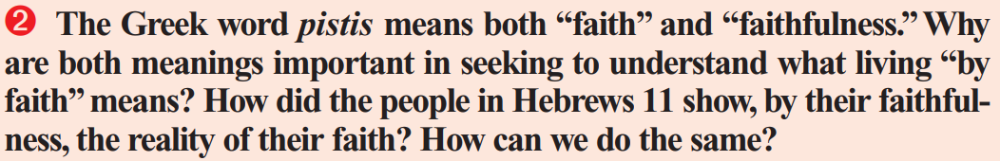 2 The Greek word pistis means both “faith” and “faithfulness.” Why
are both meanings important in seeking to understand what living “by
faith” means? How did the people in Hebrews 11 show, by their faithful-
ness, the reality of their faith? How can we do the same?